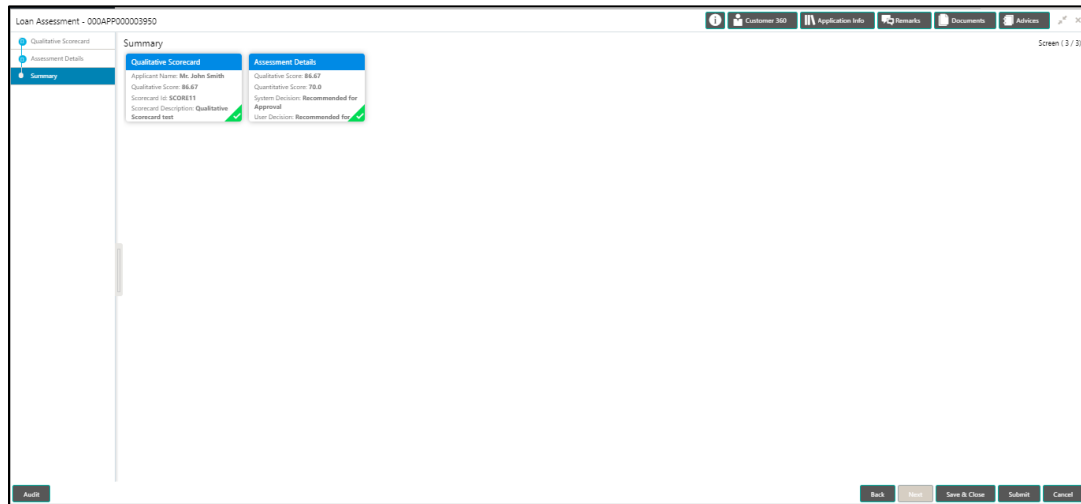 Loan Assessment - 000APP000003950
Customer 360
Application Info
Remarks
Documents
Advices
Qualitative Scorecard
Assessment Details
Summary
Summary
Screen ( 3 / 3)
Qualitative Scorecard
Applicant Name: Mr. John Smith
Qualitative Score: 86.67
Scorecard Id: SCORE11
Scorecard Description: Qualitative
Scorecard test
Assessment Details
Qualitative Score: 86.67
Quantitative Score: 70.0
System Decision: Recommended for
Approval
User Decision: Recommended for
Audit
Back
Next
Save & Close
Submit
Cancel